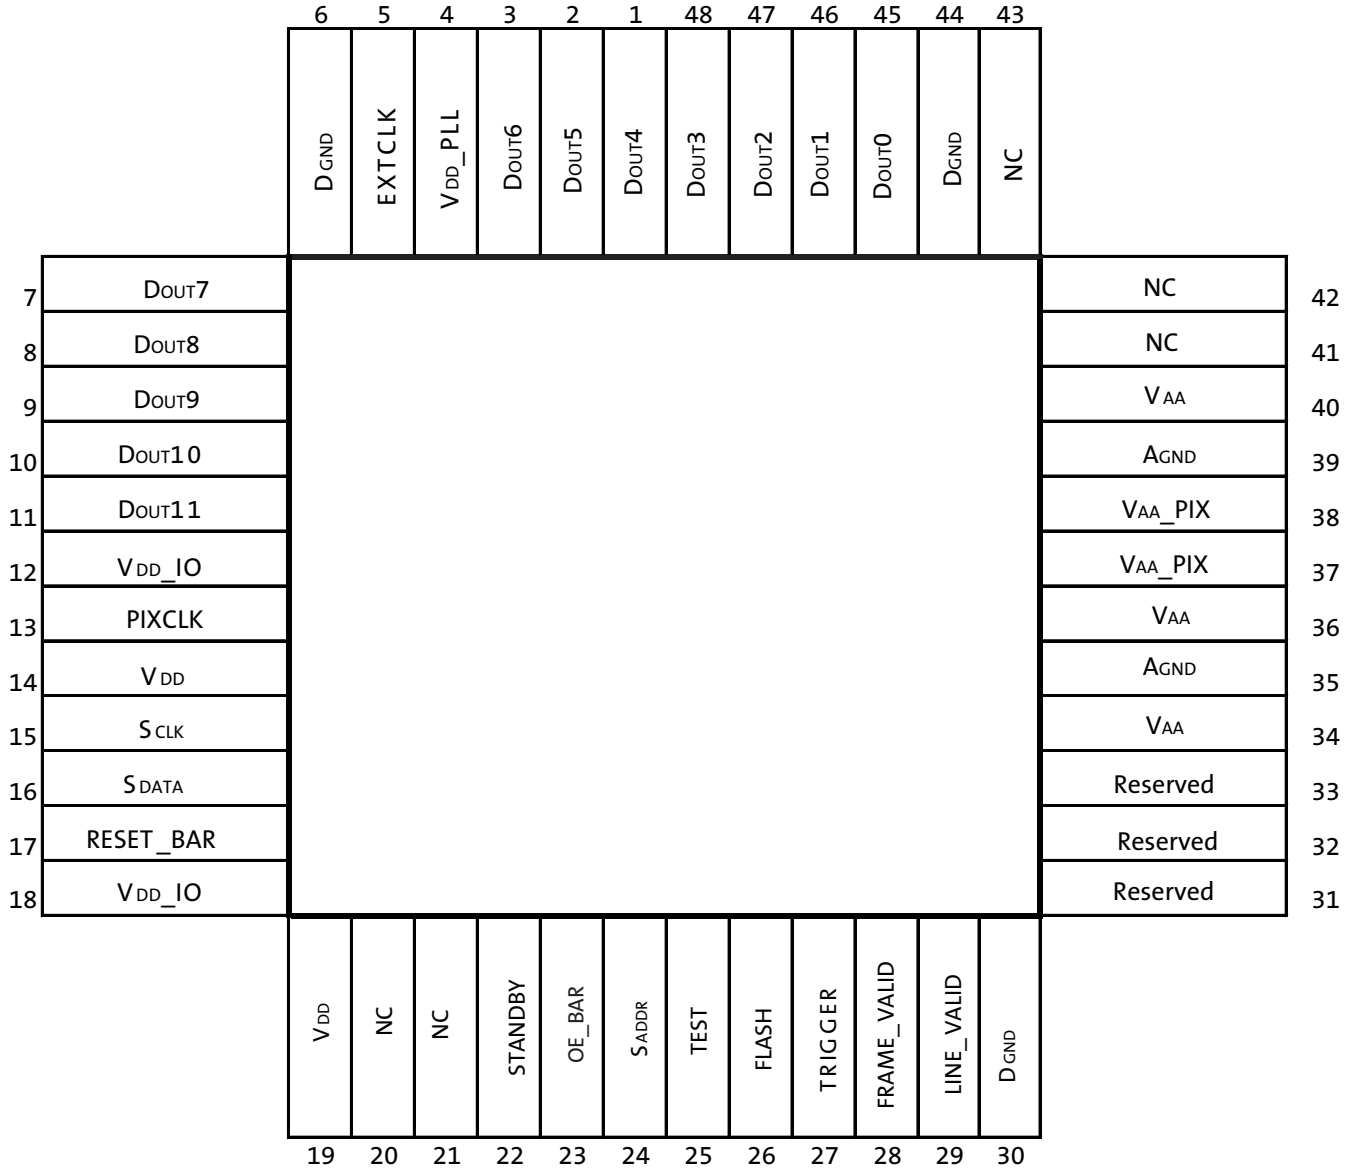 6 5 4 3 2 1 48 47 46 45 44 43
DGND
EXTCLK
VDD_PLL
DOUT6
DOUT5
DOUT4
DOUT3
DOUT2
DOUT1
DOUT0
DGND
NC
7 DOUT7
8 DOUT8
9 DOUT9
10 DOUT10
11 DOUT11
12 VDD_IO
13 PIXCLK
14 VDD
15 SCLK
16 SDATA
17 RESET_BAR
18 VDD_IO
NC 42
NC 41
VAA 40
AGND 39
VAA_PIX 38
VAA_PIX 37
VAA 36
AGND 35
VAA 34
Reserved 33
Reserved 32
Reserved 31
VDD
NC
NC
STANDBY
OE_BAR
SADDR
TEST
FLASH
TRIGGER
FRAME_VALID
LINE_VALID
DGND
19 20 21 22 23 24 25 26 27 28 29 30